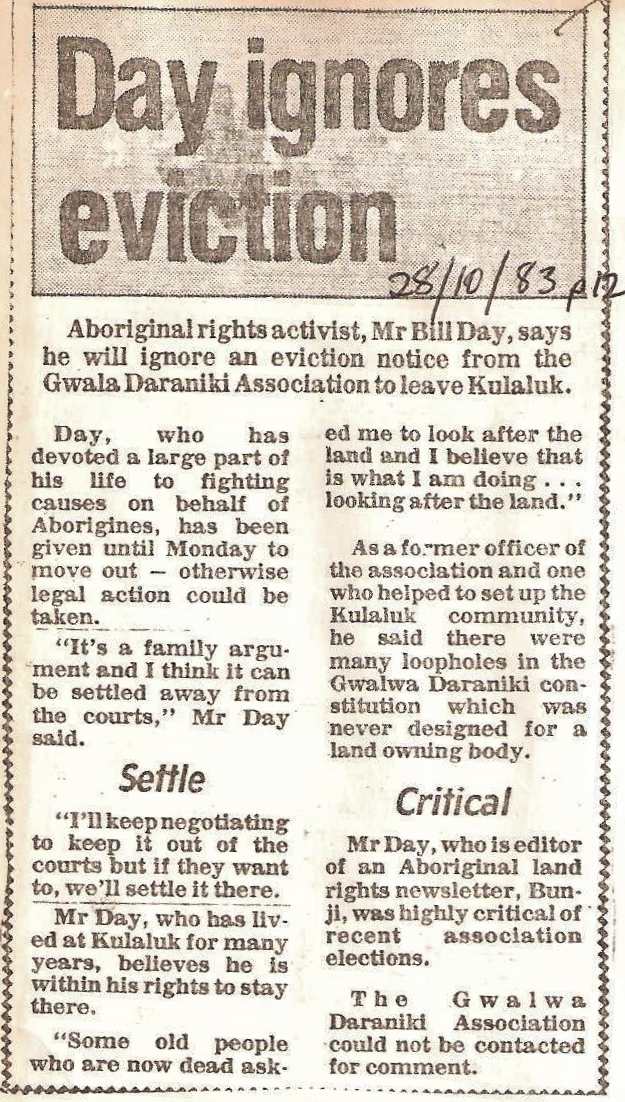 Day ignores
eviction
28/10/83 p12
Aboriginal rights activist, Mr Bill Day, says
he will ignore an eviction notice from the
Gwala Daraniki Association to leave Kulaluk.
Day, who has
devoted a large part of
his life to fighting
causes on behalf of
Aborigines, has been
given until Monday to
move out — otherwise
legal action could be
taken.
"It's a family argu-
ment and I think it can
be settled away from
the courts," Mr Day
said.
Settle
"I'll keep negotiating
to keep it out of the
courts but if they want
to, we'll settle it there.
Mr Day, who has liv-
ed at Kulaluk for many
years, believes he is
within his rights to stay
there.
"Some old people
who are now dead ask-
ed me to look after the
land and I believe that
is what I am doing . . .
looking after the land."
As a former officer of
the association and one
who helped to set up the
Kulaluk community,
he said there were
many loopholes in the
Gwalwa Daraniki con-
stitution which was
never designed for a
land owning body.
Critical
Mr Day, who is editor
of an Aboriginal land
rights newsletter, Bun-
ji, was highly critical of
recent association
elections.
The Gwalwa
Daraniki Association
could not be contacted
for comment.